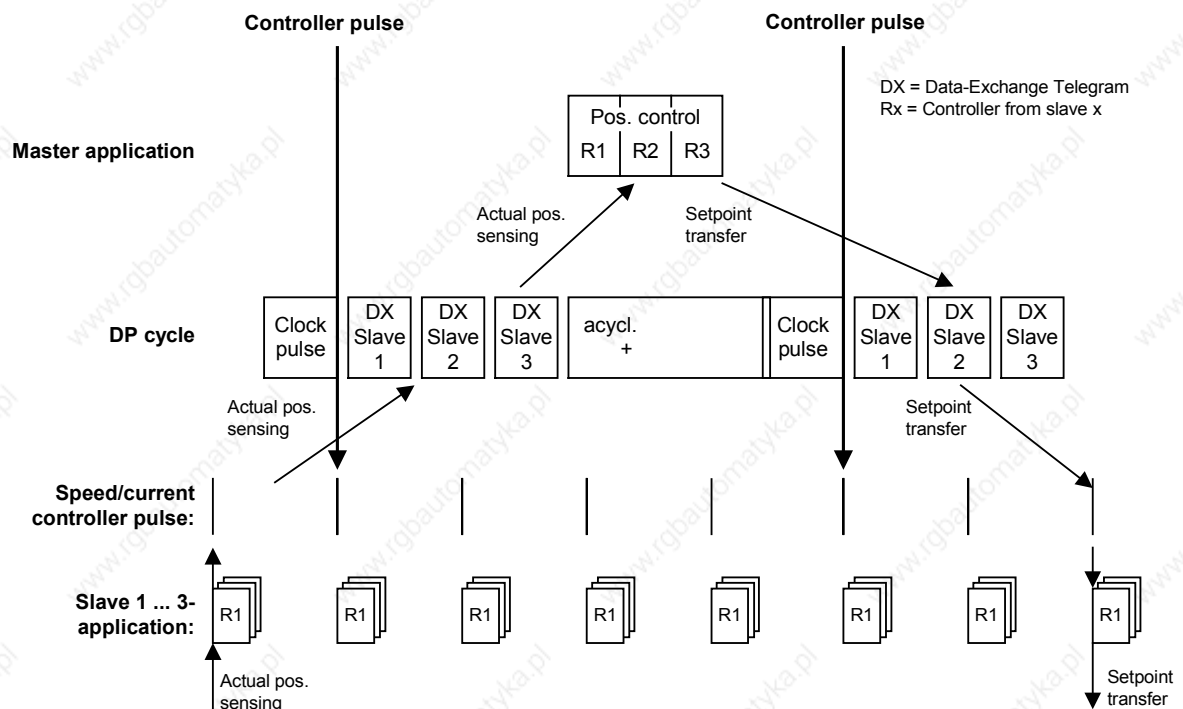 Controller pulse
Controller pulse
DX = Data-Exchange Telegram
Rx = Controller from slave x
Pos. control
R1 R2 R3
Master application
Actual pos.
sensing
Setpoint
transfer
DP cycle
Clock
pulse
DX
Slave
1
DX
Slave
2
DX
Slave
3
acycl.
+
Clock
pulse
DX
Slave
1
DX
Slave
2
DX
Slave
3
Actual pos.
sensing
Setpoint
transfer
Speed/current
controller pulse:
Slave 1 ... 3-
application:
R1
R1
R1
R1
R1
R1
R1
R1
Actual pos.
sensing
Setpoint
transfer
www.rgbautomatyka.pl